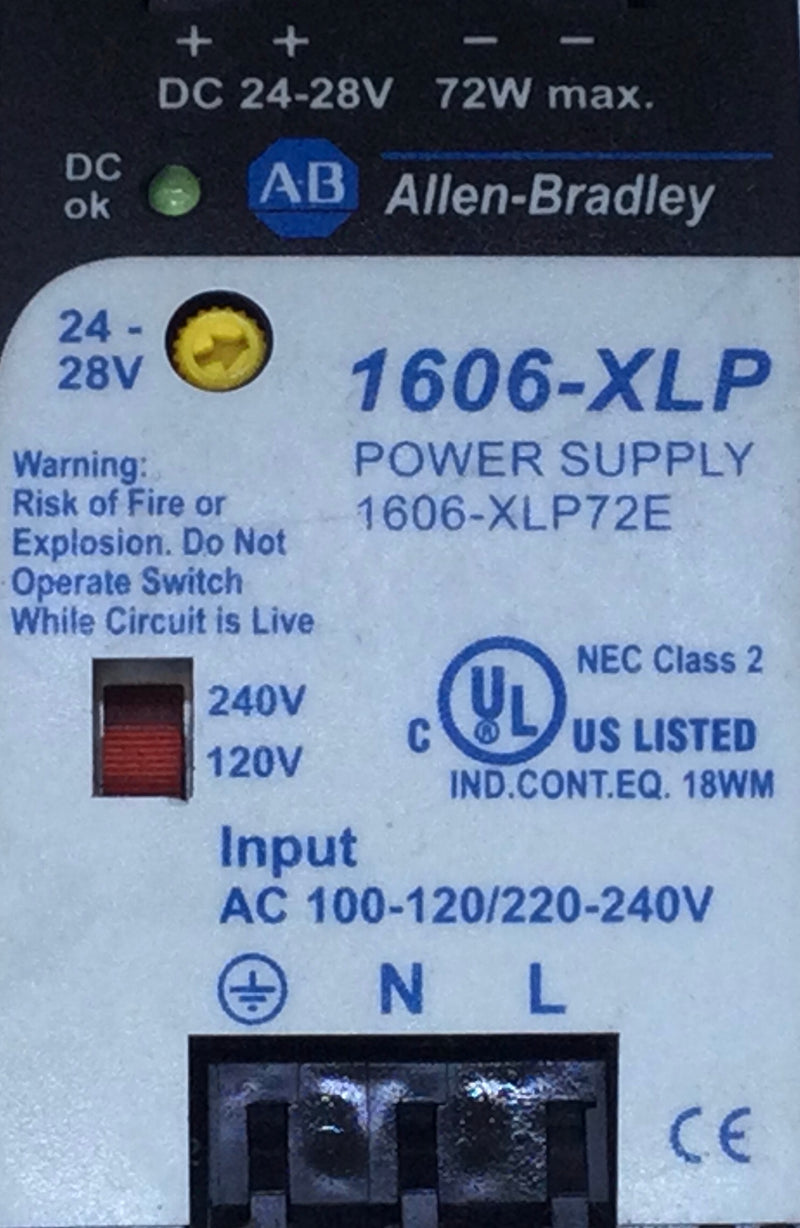 + + − −
DC 24-28V 72W max.
DC
ok
A·B
Allen-Bradley
24 -
28V
1606-XLP
POWER SUPPLY
1606-XLP72E
Warning:
Risk of Fire or
Explosion. Do Not
Operate Switch
While Circuit is Live
240V
120V
NEC Class 2
C UL ® US LISTED
IND.CONT.EQ. 18WM
Input
AC 100-120/220-240V
N L
CE